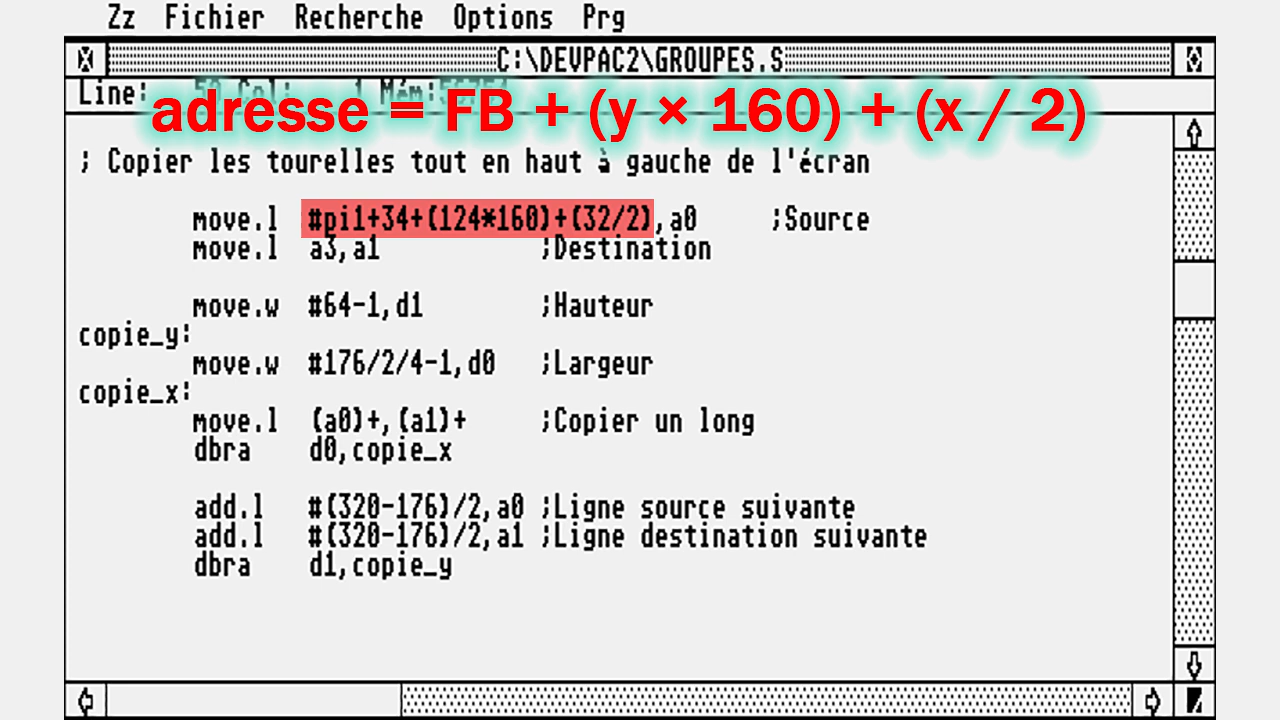 Zz Fichier Recherche Options Prg
C:\DEVPAC2\GROUPES.S
Line: 50 Col: 1 Mém:
adresse = FB + (y × 160) + (x / 2)
; Copier les tourelles tout en haut à gauche de l'écran
move.l #pi1+34+(124*160)+(32/2),a0 ;Source
move.l a3,a1 ;Destination
move.w #64-1,d1 ;Hauteur
copie_y:
move.w #176/2/4-1,d0 ;Largeur
copie_x:
move.l (a0)+,(a1)+ ;Copier un long
dbra d0,copie_x
add.l #(320-176)/2,a0 ;Ligne source suivante
add.l #(320-176)/2,a1 ;Ligne destination suivante
dbra d1,copie_y